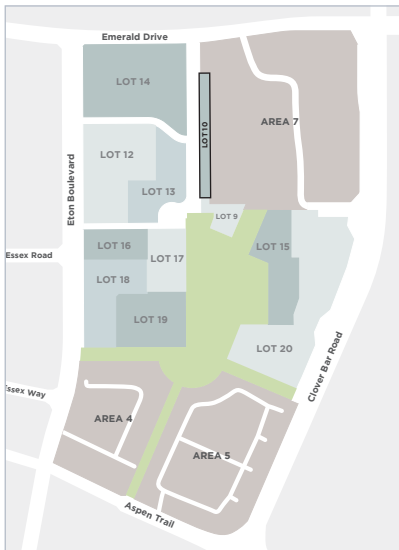 Emerald Drive
LOT 14
LOT 10
AREA 7
LOT 12
LOT 13
Eton Boulevard
LOT 9
LOT 16
LOT 15
Essex Road
LOT 17
LOT 18
LOT 19
LOT 20
Clover Bar Road
Essex Way
AREA 4
AREA 5
Aspen Trail